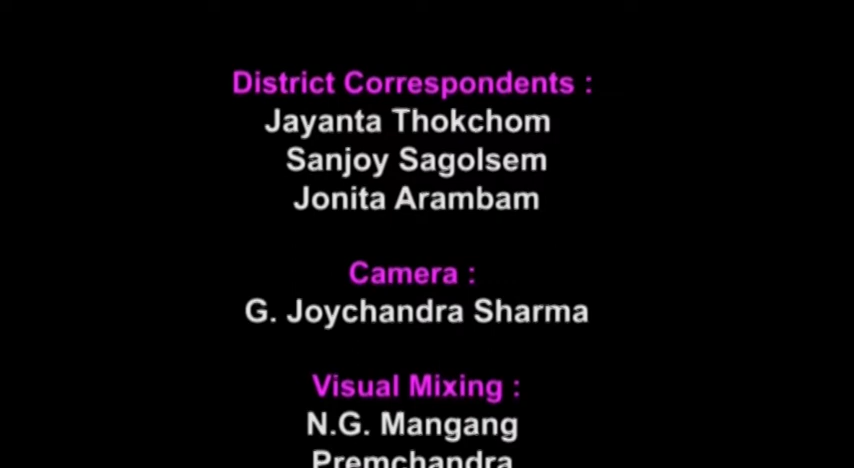 District Correspondents :
Jayanta Thokchom
Sanjoy Sagolsem
Jonita Arambam
Camera :
G. Joychandra Sharma
Visual Mixing :
N.G. Mangang
Premchandra